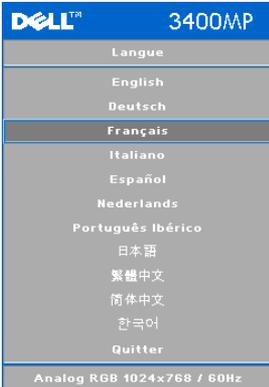 DELL™ 3400MP
Langue
English
Deutsch
Français
Italiano
Español
Nederlands
Português Ibérico
日本語
繁體中文
简体中文
한국어
Quitter
Analog RGB 1024x768 / 60Hz